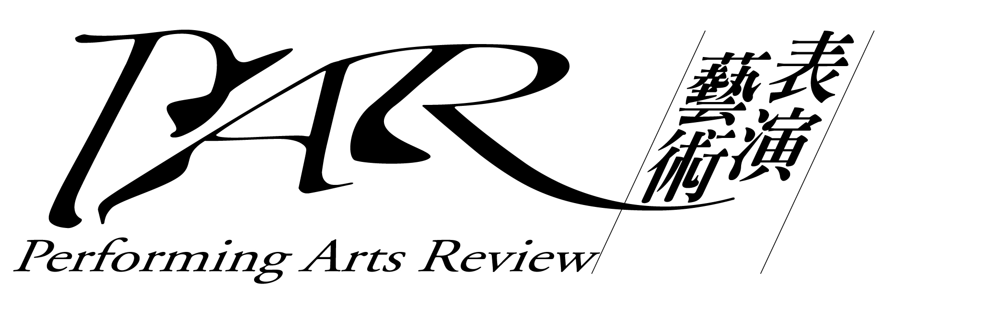 PAR
表演
藝術
Performing Arts Review